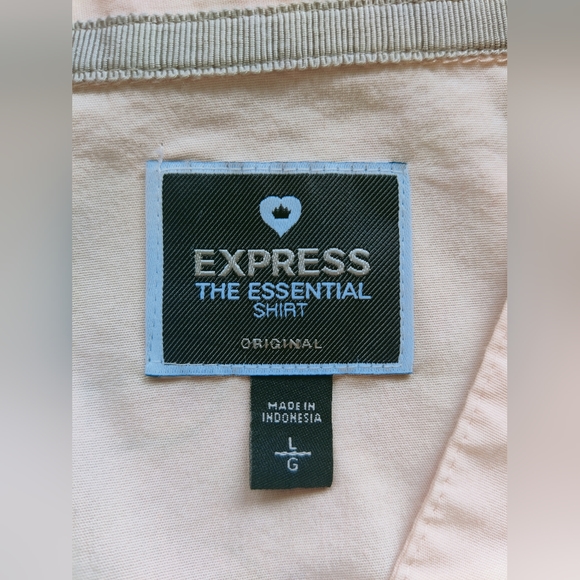 EXPRESS
THE ESSENTIAL
SHIRT
ORIGINAL
MADE IN
INDONESIA
L
G